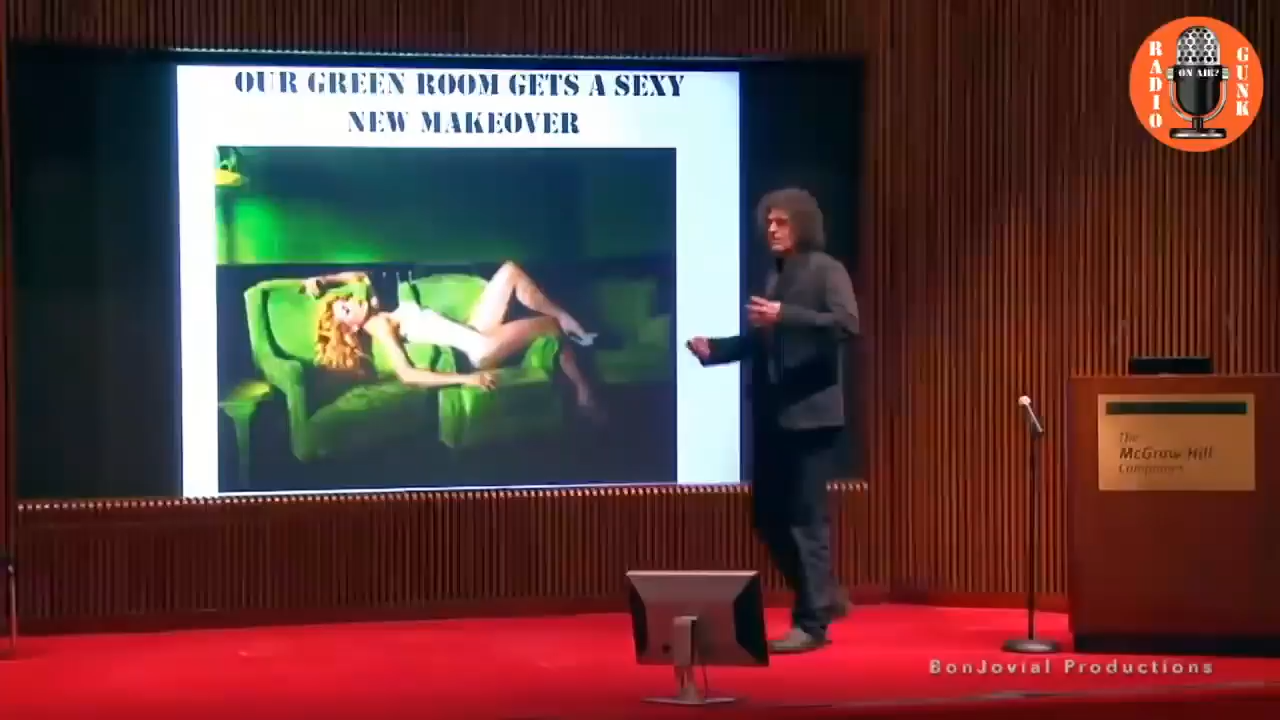 OUR GREEN ROOM GETS A SEXY
NEW MAKEOVER
RADIO
ON AIR?
GUNK
The
McGraw-Hill
Companies
BonJovial Productions